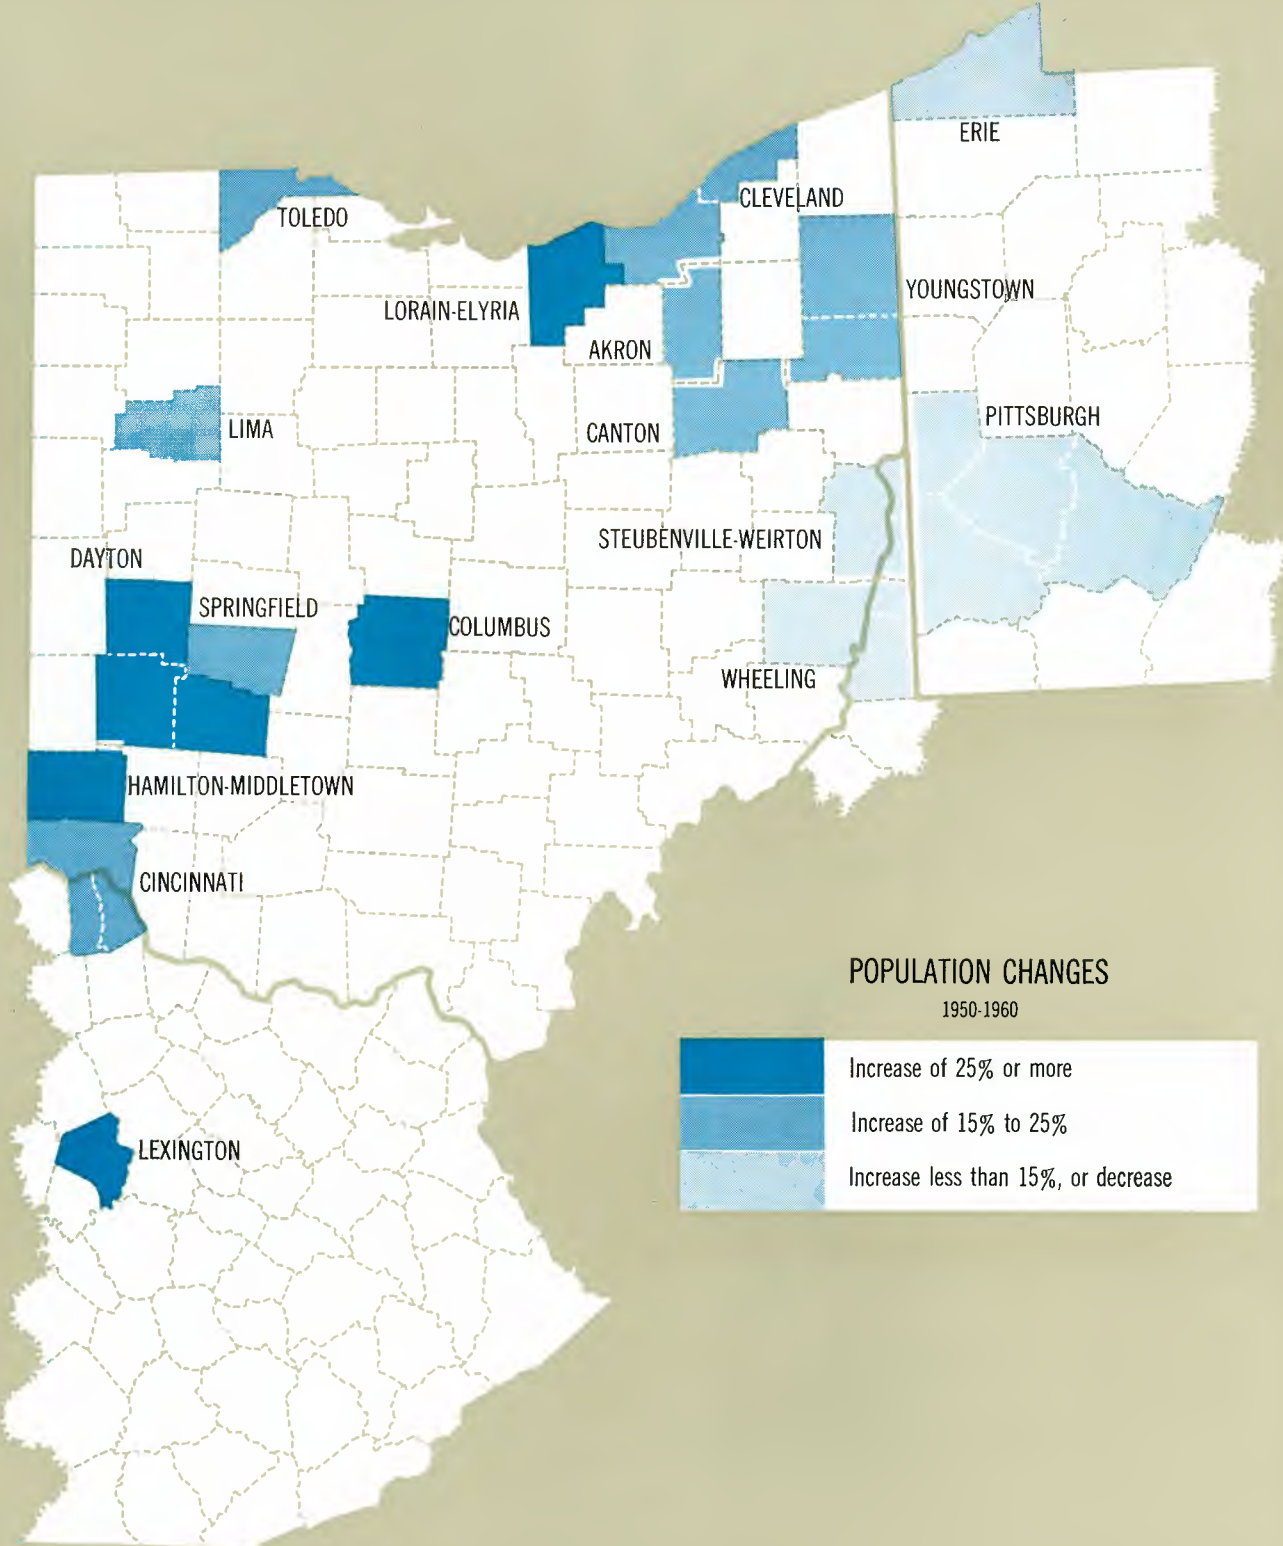 ERIE
CLEVELAND
TOLEDO
YOUNGSTOWN
LORAIN-ELYRIA
AKRON
PITTSBURGH
LIMA
CANTON
STEUBENVILLE-WEIRTON
DAYTON
SPRINGFIELD
COLUMBUS
WHEELING
HAMILTON-MIDDLETOWN
CINCINNATI
POPULATION CHANGES
1950-1960
Increase of 25% or more
Increase of 15% to 25%
Increase less than 15%, or decrease
LEXINGTON